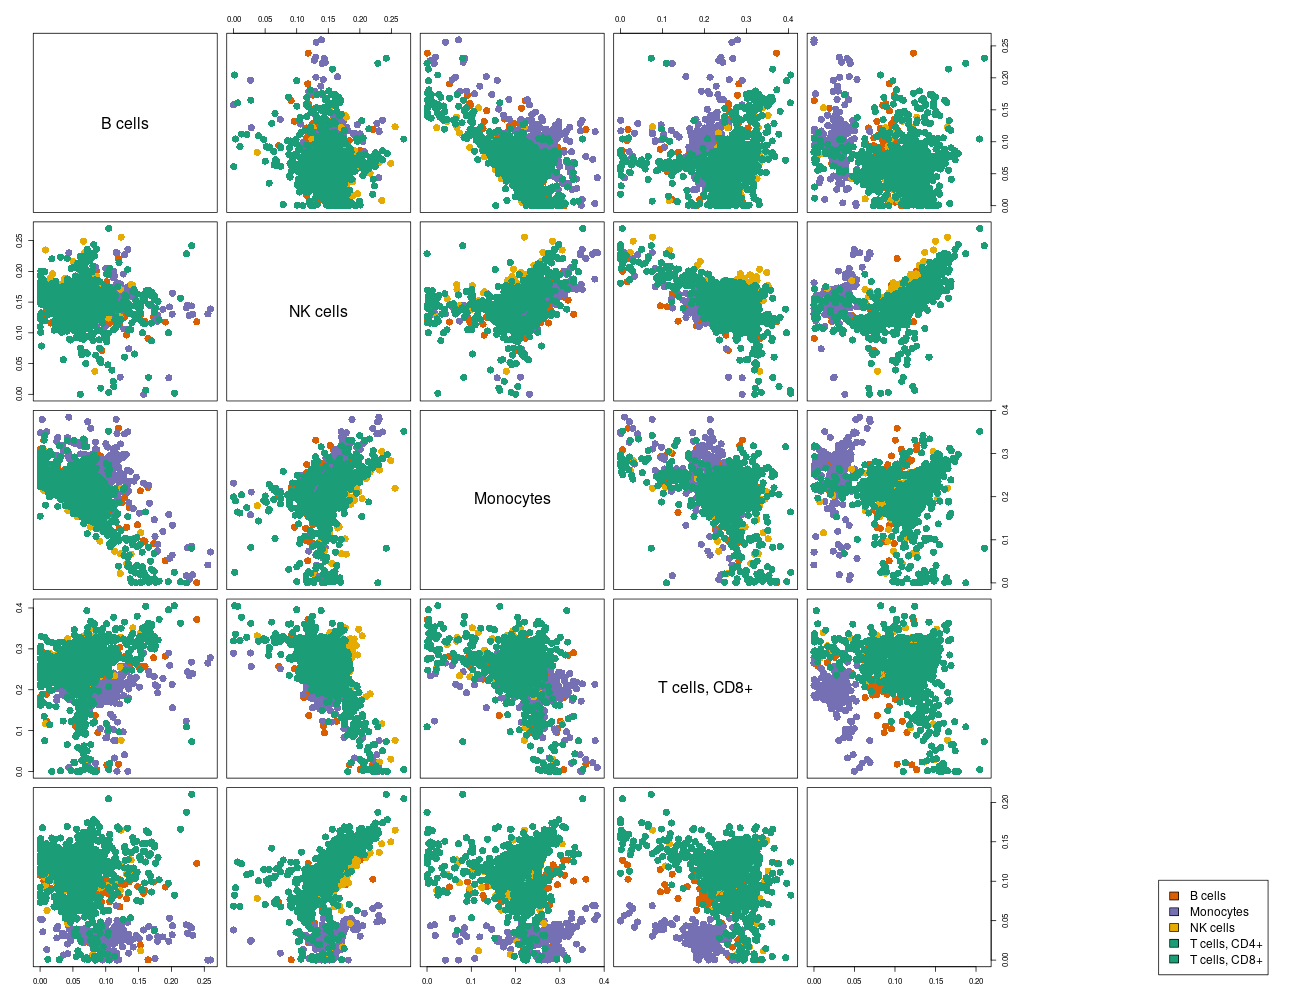 0.00 0.10 0.15 0.20 0.25 0.0 0.1 0.2 0.3 0.4
0.00 0.05 0.10 0.15 0.20 0.25
B cells
0.00 0.05 0.10 0.15 0.20 0.25
NK cells
0.0 0.1 0.2 0.3 0.4
Monocytes
0.0 0.1 0.2 0.3 0.4
T cells, CD8+
0.00 0.05 0.10 0.15 0.20
B cells
Monocytes
NK cells
T cells, CD4+
T cells, CD8+
0.00 0.05 0.10 0.15 0.20 0.25 0.0 0.1 0.2 0.3 0.4 0.00 0.05 0.10 0.15 0.20